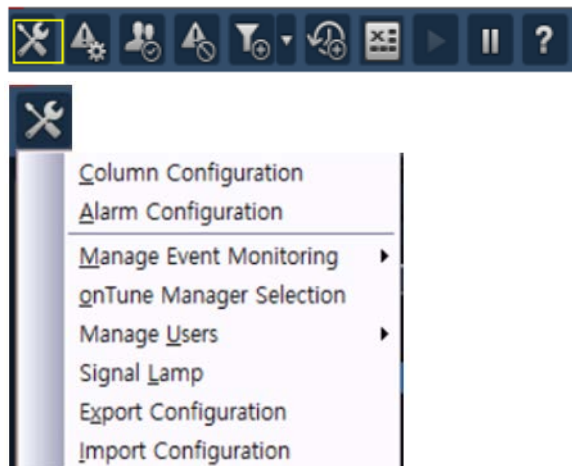 ?
Column Configuration
Alarm Configuration
Manage Event Monitoring
onTune Manager Selection
Manage Users
Signal Lamp
Export Configuration
Import Configuration